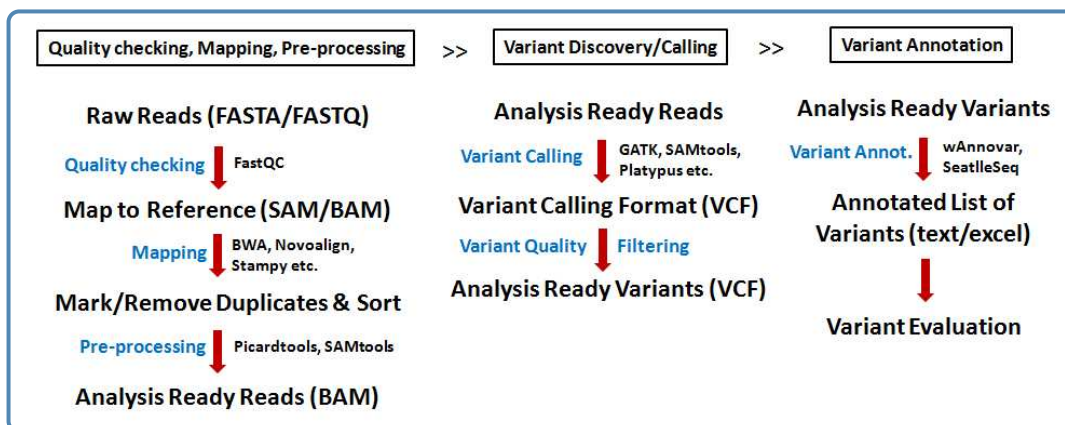 Quality checking, Mapping, Pre-processing
>>
Variant Discovery/Calling
>>
Variant Annotation
Raw Reads (FASTA/FASTQ)
Quality checking
FastQC
Map to Reference (SAM/BAM)
Mapping
BWA, Novoalign,
Stampy etc.
Mark/Remove Duplicates & Sort
Pre-processing
Picardtools, SAMtools
Analysis Ready Reads (BAM)
Analysis Ready Reads
Variant Calling
GATK, SAMtools,
Platypus etc.
Variant Calling Format (VCF)
Variant Quality
Filtering
Analysis Ready Variants (VCF)
Analysis Ready Variants
Variant Annot.
wAnnovar,
SeatlleSeq
Annotated List of
Variants (text/excel)
Variant Evaluation